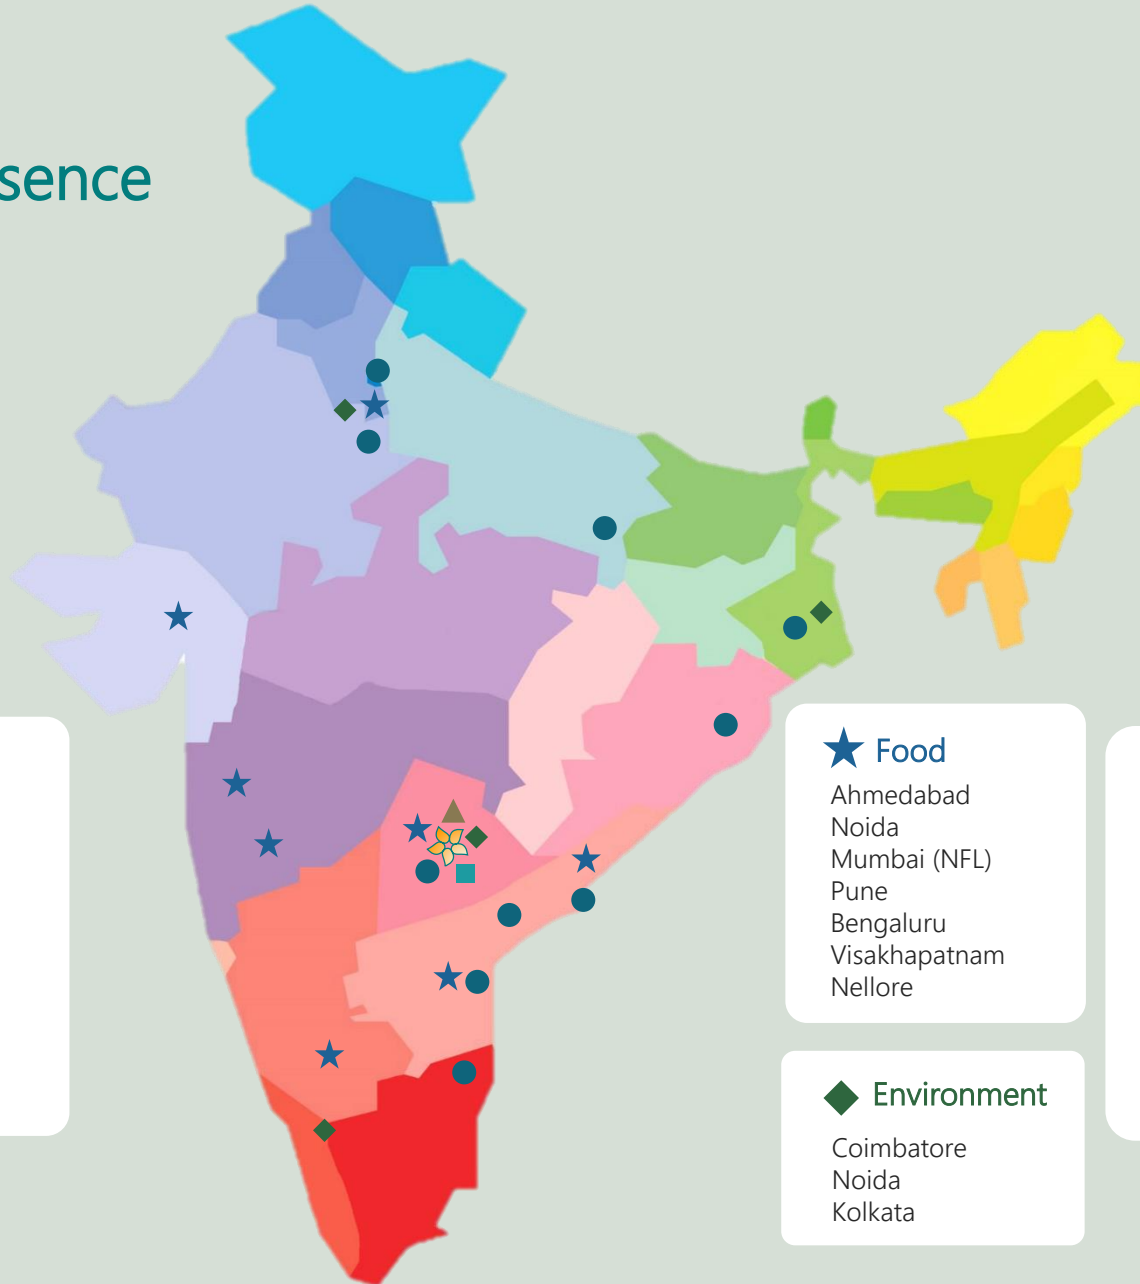 sence
Food
Ahmedabad
Noida
Mumbai (NFL)
Pune
Bengaluru
Visakhapatnam
Nellore
Environment
Coimbatore
Noida
Kolkata